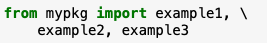 from mypkg import example1, \
    example2, example3